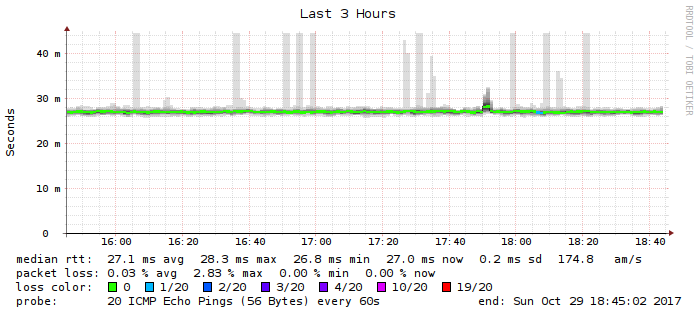 Last 3 Hours
RRDTOOL / TOBI OETIKER
Seconds
40 m
30 m
20 m
10 m
0
16:00 16:20 16:40 17:00 17:20 17:40 18:00 18:20 18:40
median rtt: 27.1 ms avg 28.3 ms max 26.8 ms min 27.0 ms now 0.2 ms sd 174.8 am/s
packet loss: 0.03 % avg 2.83 % max 0.00 % min 0.00 % now
loss color: 0 1/20 2/20 3/20 4/20 10/20 19/20
probe: 20 ICMP Echo Pings (56 Bytes) every 60s end: Sun Oct 29 18:45:02 2017